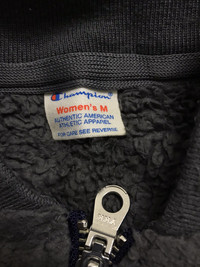 Champion
Women's M
AUTHENTIC AMERICAN
ATHLETIC APPAREL
FOR CARE SEE REVERSE